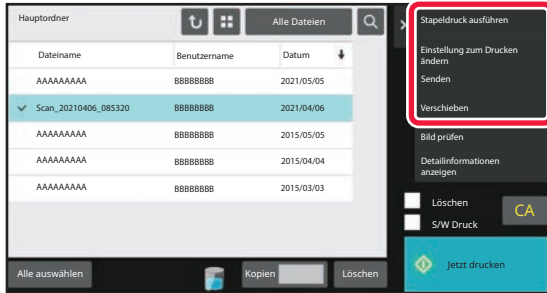 Hauptordner
Alle Dateien
Dateiname Benutzername Datum
AAAAAAAAA BBBBBBBB 2021/05/05
Scan_20210406_085320 BBBBBBBB 2021/04/06
AAAAAAAAA BBBBBBBB 2015/05/05
AAAAAAAAA BBBBBBBB 2015/04/04
AAAAAAAAA BBBBBBBB 2015/03/03
Alle auswählen Kopien Löschen
Stapeldruck ausführen
Einstellung zum Drucken
ändern
Senden
Verschieben
Bild prüfen
Detailinformationen
anzeigen
Löschen
S/W Druck
CA
Jetzt drucken